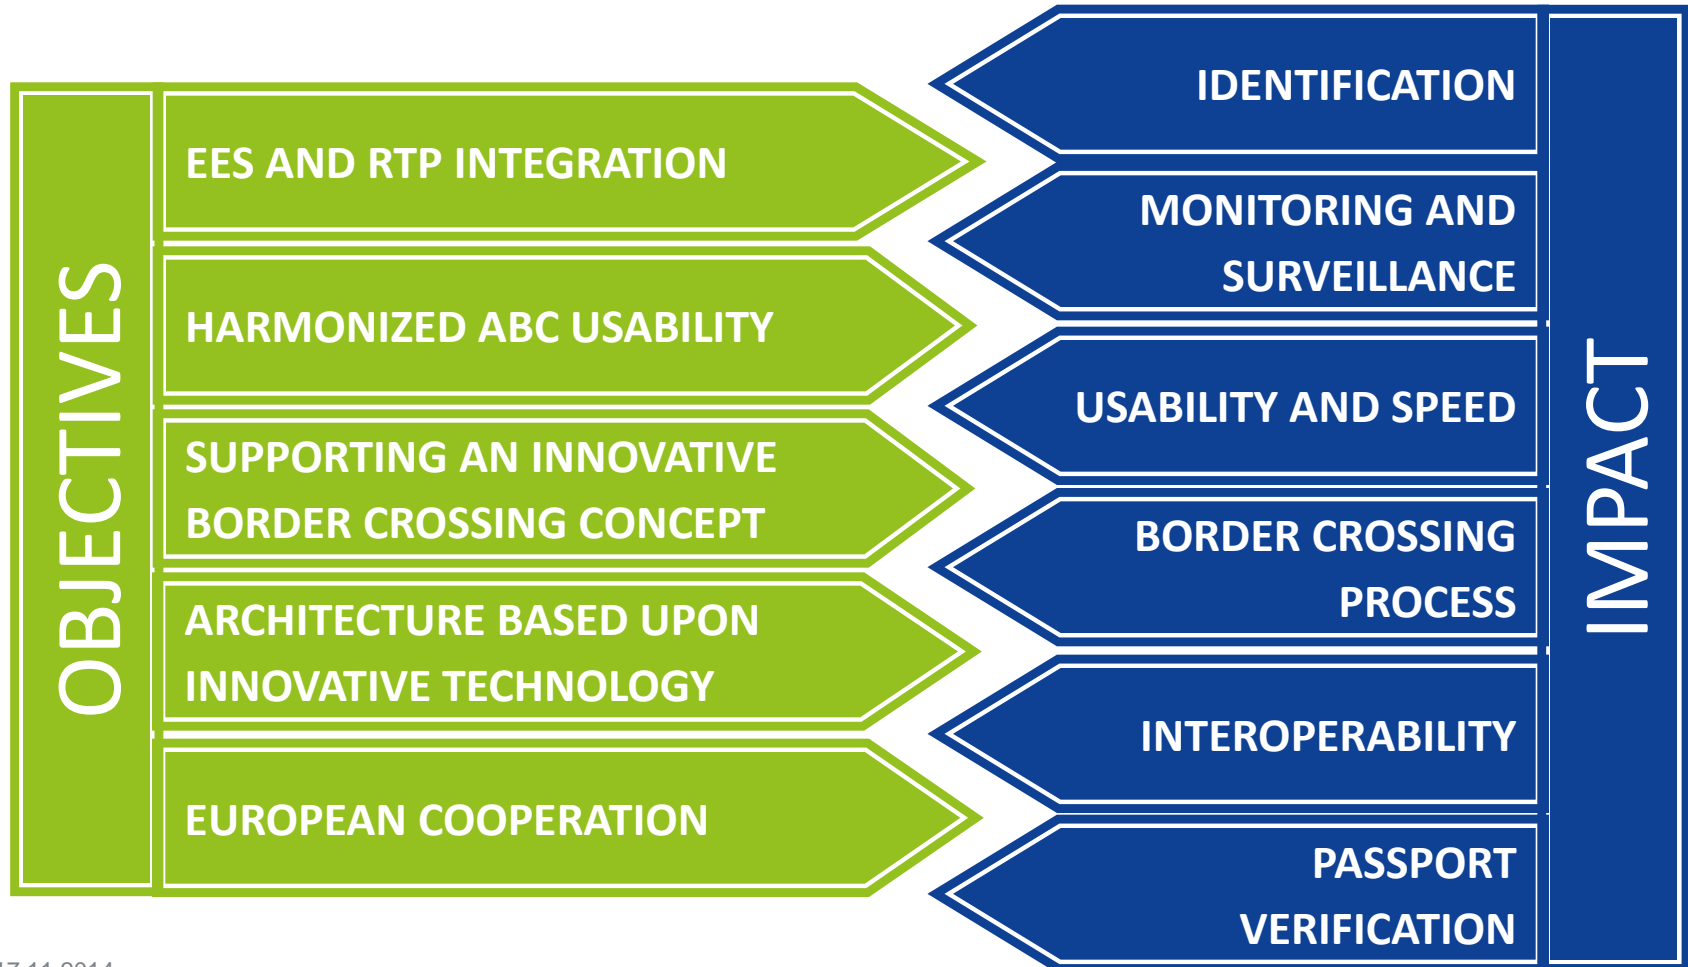 OBJECTIVES
EES AND RTP INTEGRATION
HARMONIZED ABC USABILITY
SUPPORTING AN INNOVATIVE
BORDER CROSSING CONCEPT
ARCHITECTURE BASED UPON
INNOVATIVE TECHNOLOGY
EUROPEAN COOPERATION
IDENTIFICATION
MONITORING AND
SURVEILLANCE
USABILITY AND SPEED
BORDER CROSSING
PROCESS
INTEROPERABILITY
PASSPORT
VERIFICATION
IMPACT